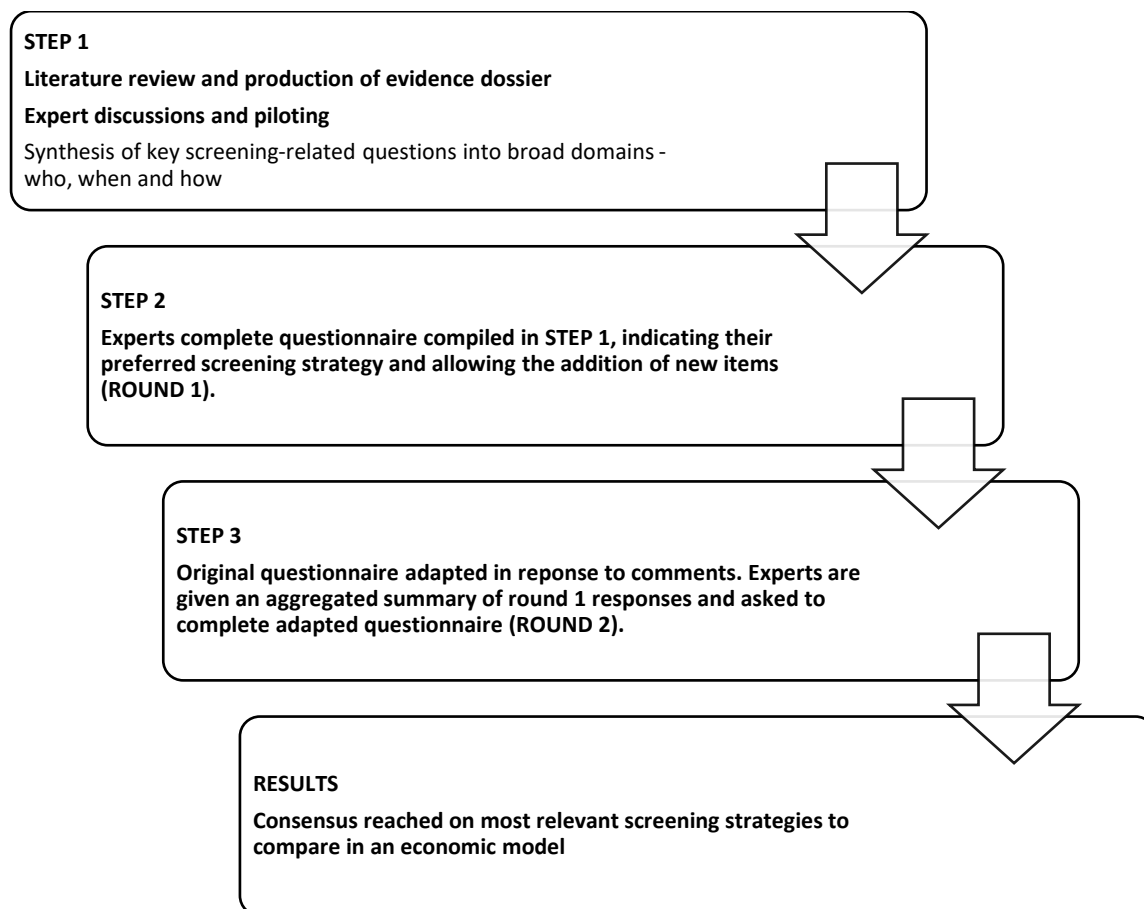 STEP 1
Literature review and production of evidence dossier
Expert discussions and piloting
Synthesis of key screening-related questions into broad domains -
who, when and how
STEP 2
Experts complete questionnaire compiled in STEP 1, indicating their
preferred screening strategy and allowing the addition of new items
(ROUND 1).
STEP 3
Original questionnaire adapted in reponse to comments. Experts are
given an aggregated summary of round 1 responses and asked to
complete adapted questionnaire (ROUND 2).
RESULTS
Consensus reached on most relevant screening strategies to
compare in an economic model